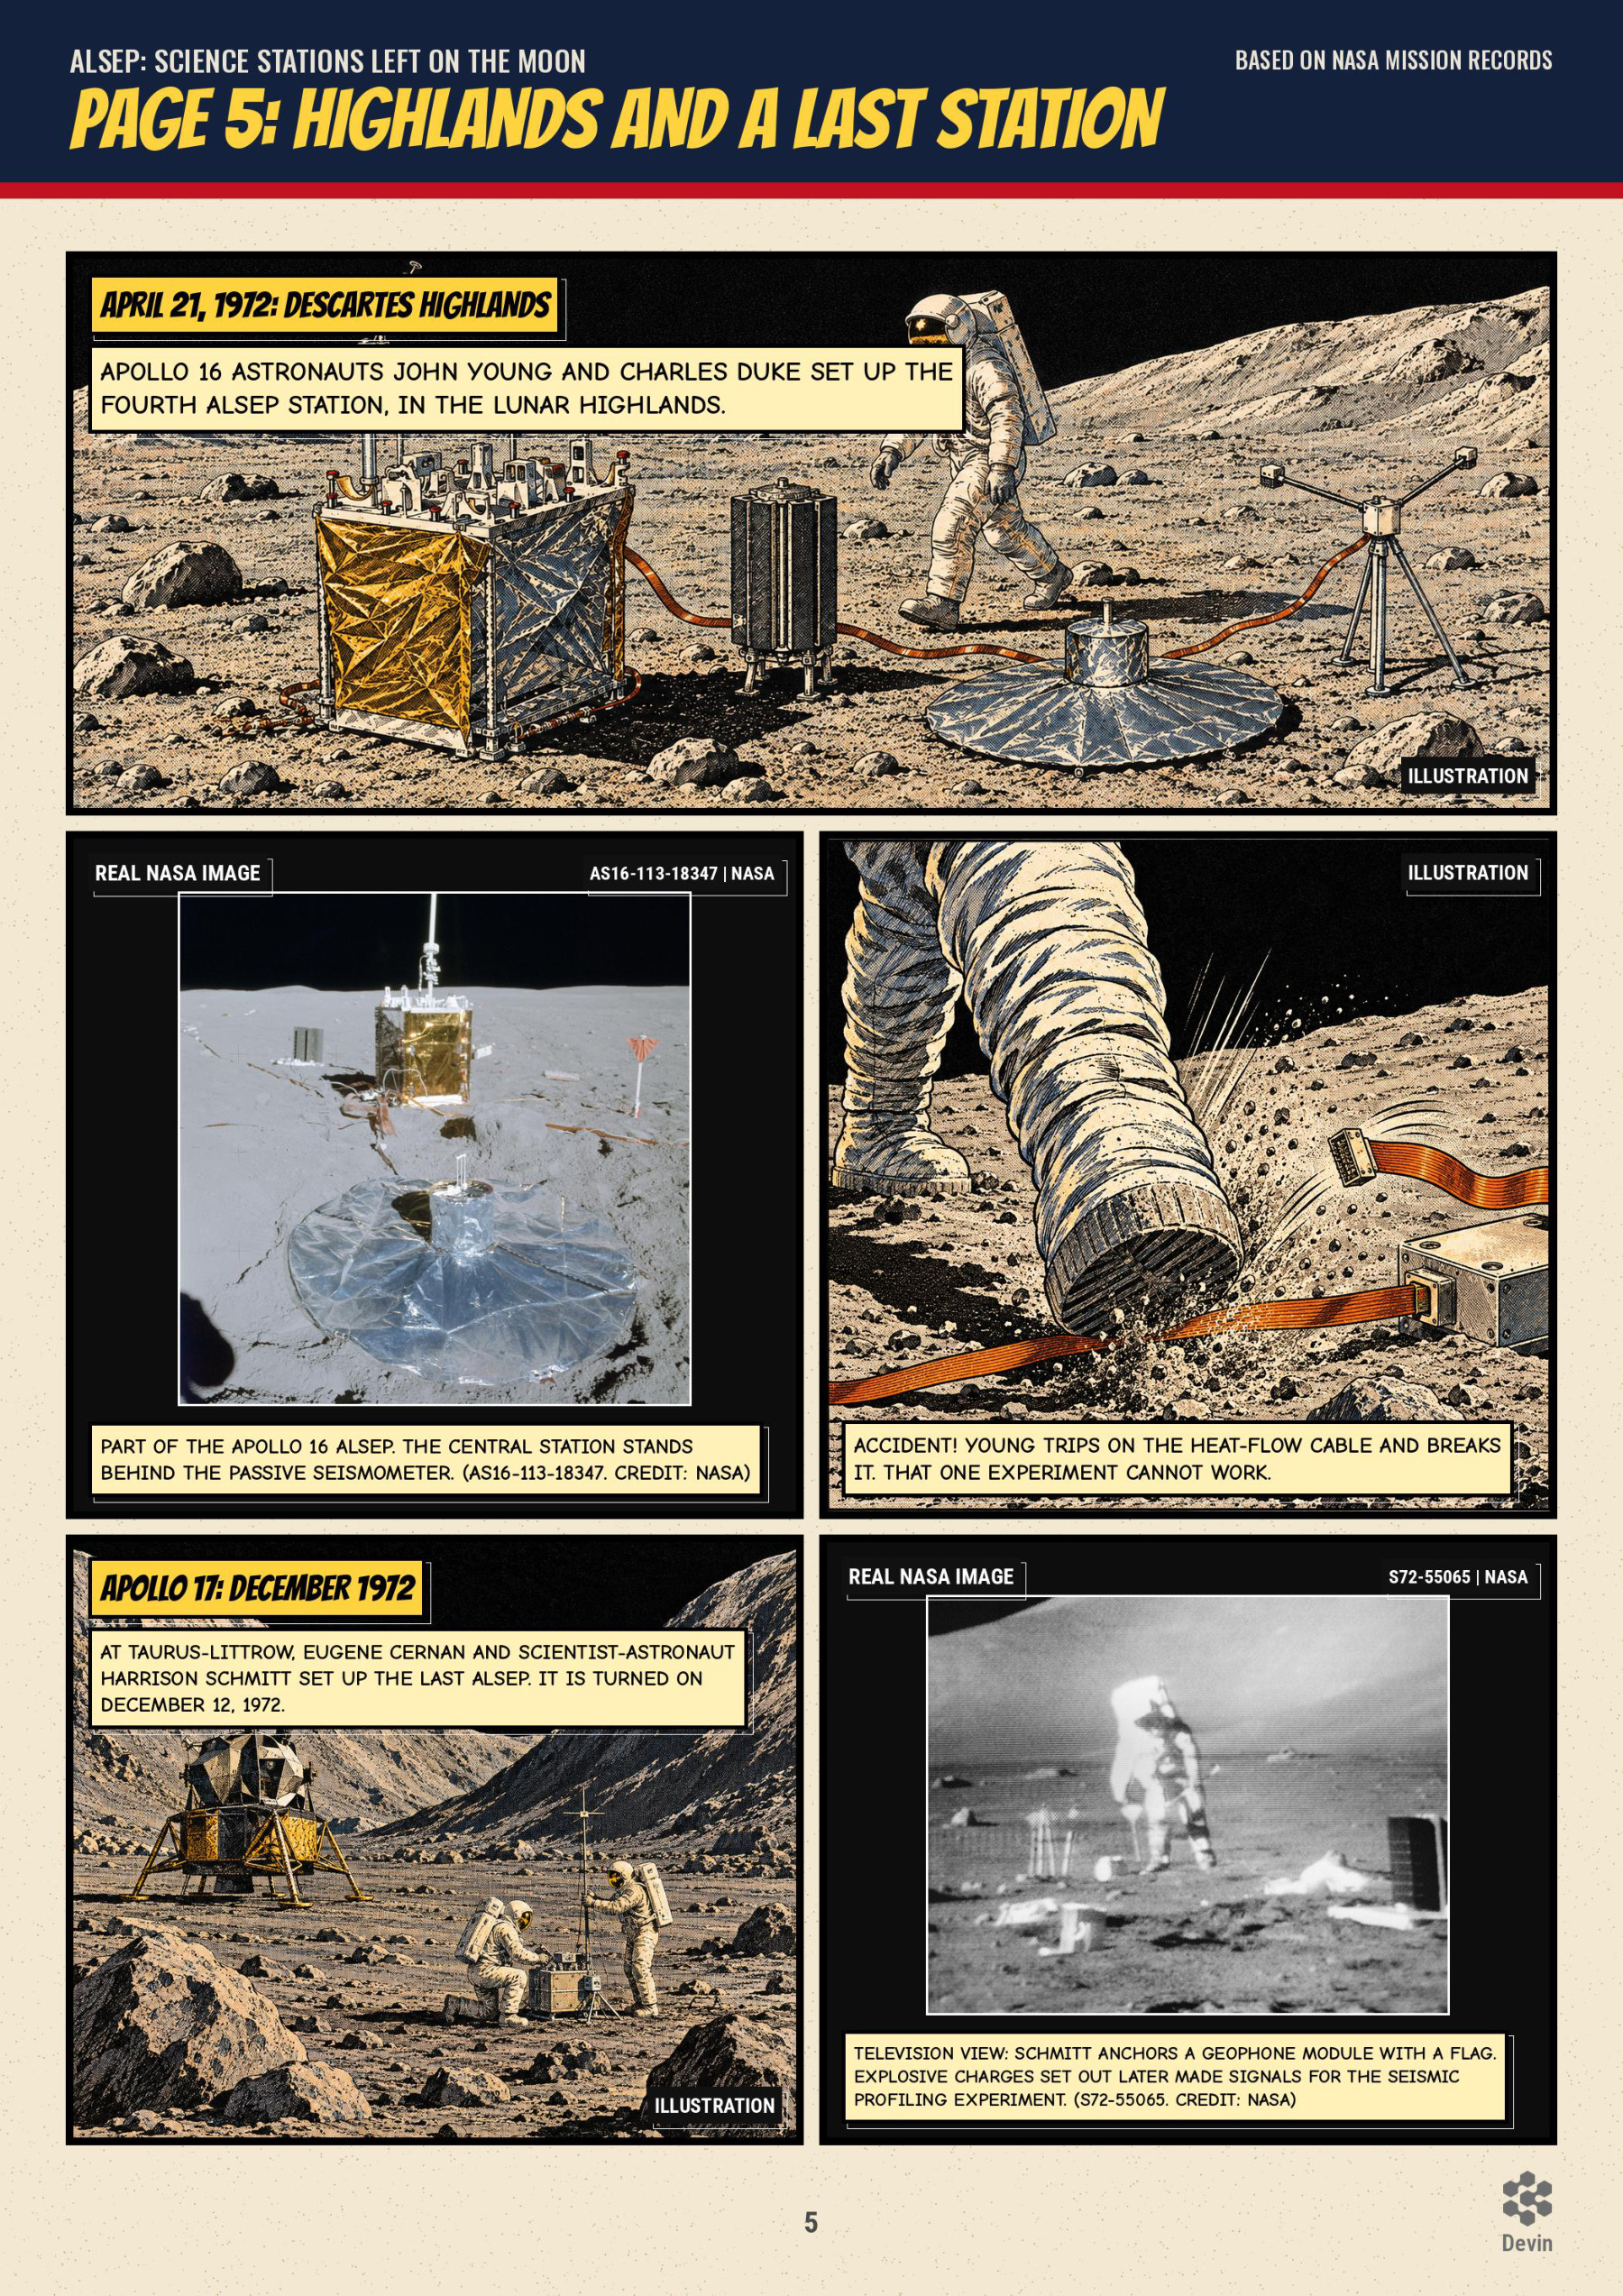 ALSEP: SCIENCE STATIONS LEFT ON THE MOON
BASED ON NASA MISSION RECORDS
PAGE 5: HIGHLANDS AND A LAST STATION
APRIL 21, 1972: DESCARTES HIGHLANDS
APOLLO 16 ASTRONAUTS JOHN YOUNG AND CHARLES DUKE SET UP THE
FOURTH ALSEP STATION, IN THE LUNAR HIGHLANDS.
ILLUSTRATION
REAL NASA IMAGE
AS16-113-18347 | NASA
PART OF THE APOLLO 16 ALSEP. THE CENTRAL STATION STANDS
BEHIND THE PASSIVE SEISMOMETER. (AS16-113-18347. CREDIT: NASA)
ILLUSTRATION
ACCIDENT! YOUNG TRIPS ON THE HEAT-FLOW CABLE AND BREAKS
IT. THAT ONE EXPERIMENT CANNOT WORK.
APOLLO 17: DECEMBER 1972
AT TAURUS-LITTROW, EUGENE CERNAN AND SCIENTIST-ASTRONAUT
HARRISON SCHMITT SET UP THE LAST ALSEP. IT IS TURNED ON
DECEMBER 12, 1972.
ILLUSTRATION
REAL NASA IMAGE
S72-55065 | NASA
TELEVISION VIEW: SCHMITT ANCHORS A GEOPHONE MODULE WITH A FLAG.
EXPLOSIVE CHARGES SET OUT LATER MADE SIGNALS FOR THE SEISMIC
PROFILING EXPERIMENT. (S72-55065. CREDIT: NASA)
5
Devin